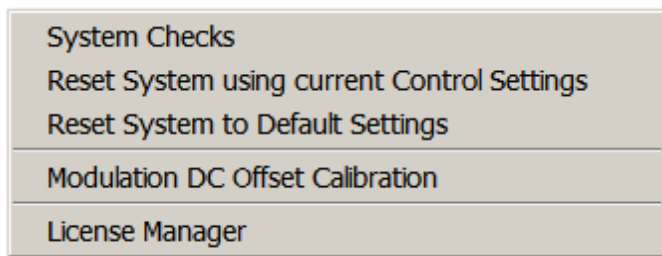 System Checks
Reset System using current Control Settings
Reset System to Default Settings
Modulation DC Offset Calibration
License Manager